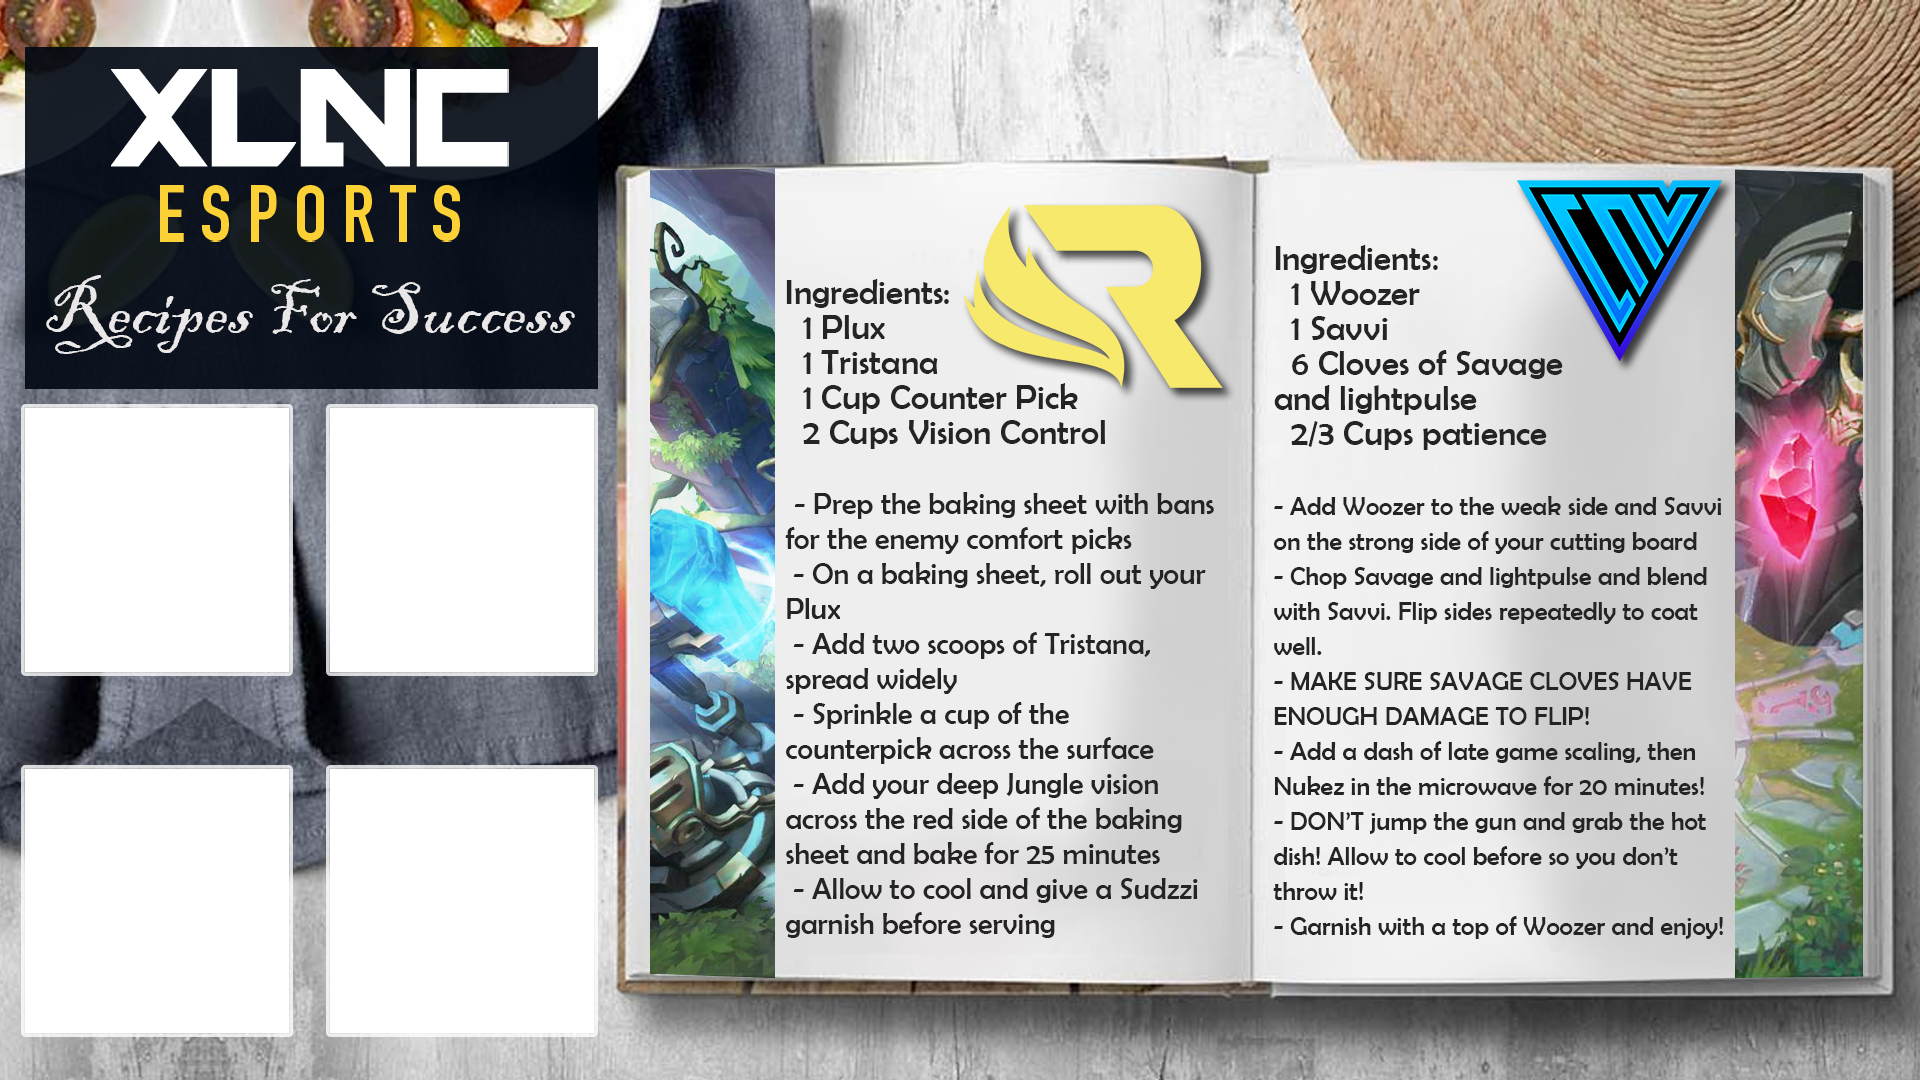 XLNC
ESPORTS
Recipes For Success
R
Ingredients:
1 Plux
1 Tristana
1 Cup Counter Pick
2 Cups Vision Control
- Prep the baking sheet with bans
for the enemy comfort picks
- On a baking sheet, roll out your
Plux
- Add two scoops of Tristana,
spread widely
- Sprinkle a cup of the
counterpick across the surface
- Add your deep Jungle vision
across the red side of the baking
sheet and bake for 25 minutes
- Allow to cool and give a Sudzzi
garnish before serving
Ingredients:
1 Woozer
1 Savvi
6 Cloves of Savage
and lightpulse
2/3 Cups patience
- Add Woozer to the weak side and Savvi
on the strong side of your cutting board
- Chop Savage and lightpulse and blend
with Savvi. Flip sides repeatedly to coat
well.
- MAKE SURE SAVAGE CLOVES HAVE
ENOUGH DAMAGE TO FLIP!
- Add a dash of late game scaling, then
Nukez in the microwave for 20 minutes!
- DON'T jump the gun and grab the hot
dish! Allow to cool before so you don't
throw it!
- Garnish with a top of Woozer and enjoy!